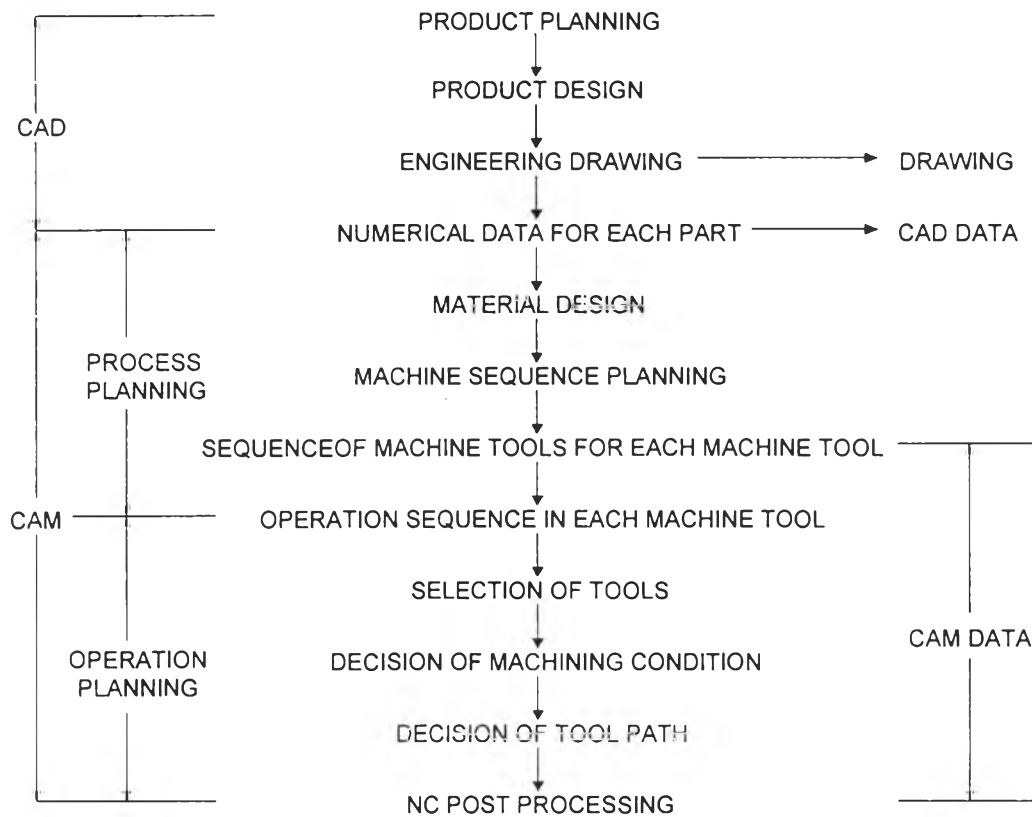 PRODUCT PLANNING
PRODUCT DESIGN
CAD
ENGINEERING DRAWING
DRAWING
NUMERICAL DATA FOR EACH PART
CAD DATA
MATERIAL DESIGN
PROCESS
PLANNING
MACHINE SEQUENCE PLANNING
SEQUENCEOF MACHINE TOOLS FOR EACH MACHINE TOOL
CAM
OPERATION SEQUENCE IN EACH MACHINE TOOL
SELECTION OF TOOLS
CAM DATA
OPERATION
PLANNING
DECISION OF MACHINING CONDITION
DECISION OF TOOL PATH
NC POST PROCESSING